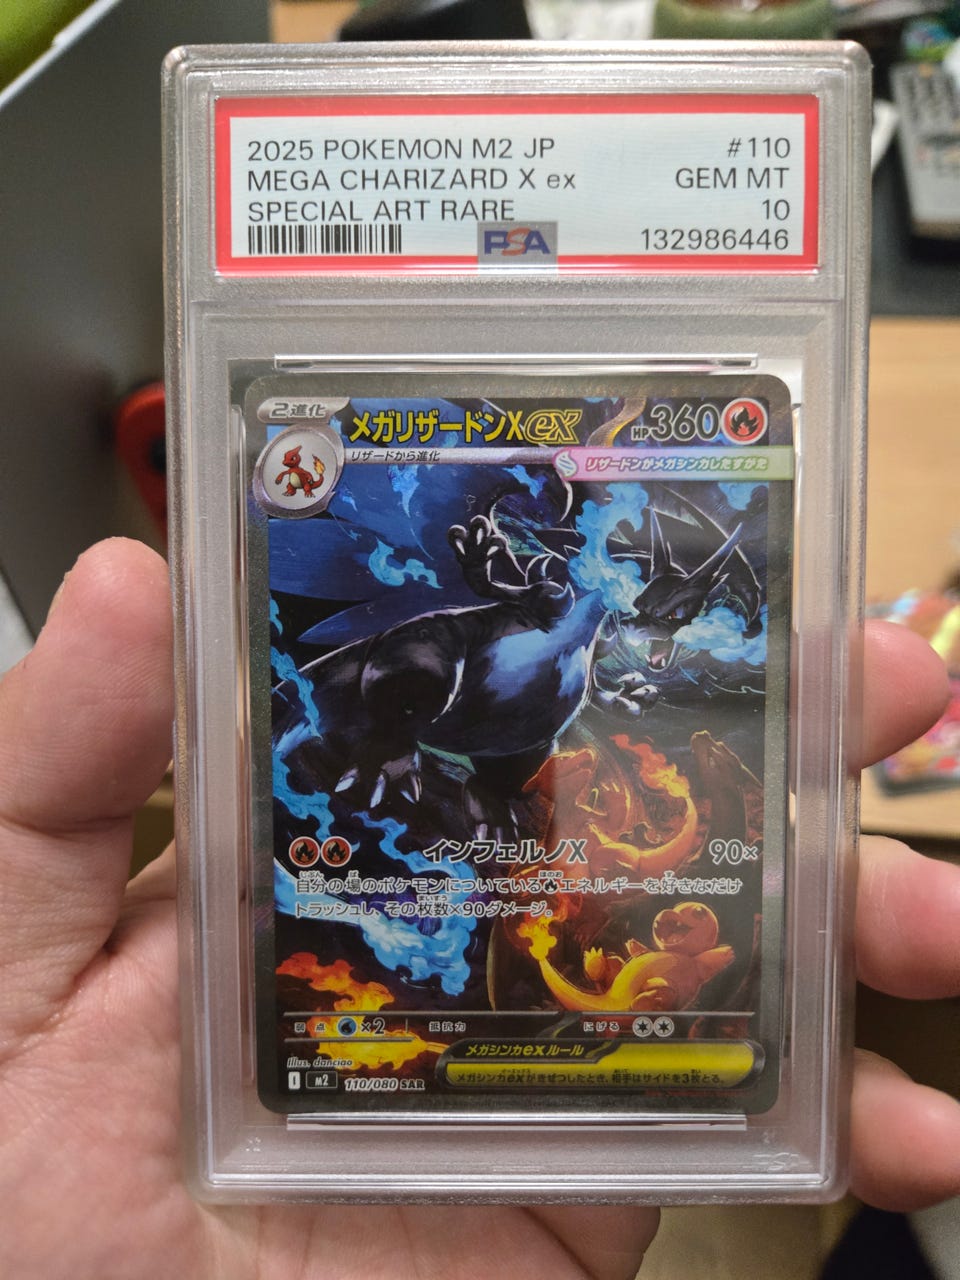 2025 POKEMON M2 JP #110
MEGA CHARIZARD X ex GEM MT
SPECIAL ART RARE 10
PSA 132986446
2進化 メガリザードンXex HP360
リザードから進化
リザードンがメガシンカしたすがた
インフェルノX 90×
自分の場のポケモンについている炎エネルギーを好きなだけ
トラッシュし、その枚数×90ダメージ。
弱点 ×2 抵抗力 にげる
メガシンカexルール
メガシンカexがきぜつしたとき、相手はサイドを3枚とる。
Illus. danciao
I M2 110/080 SAR